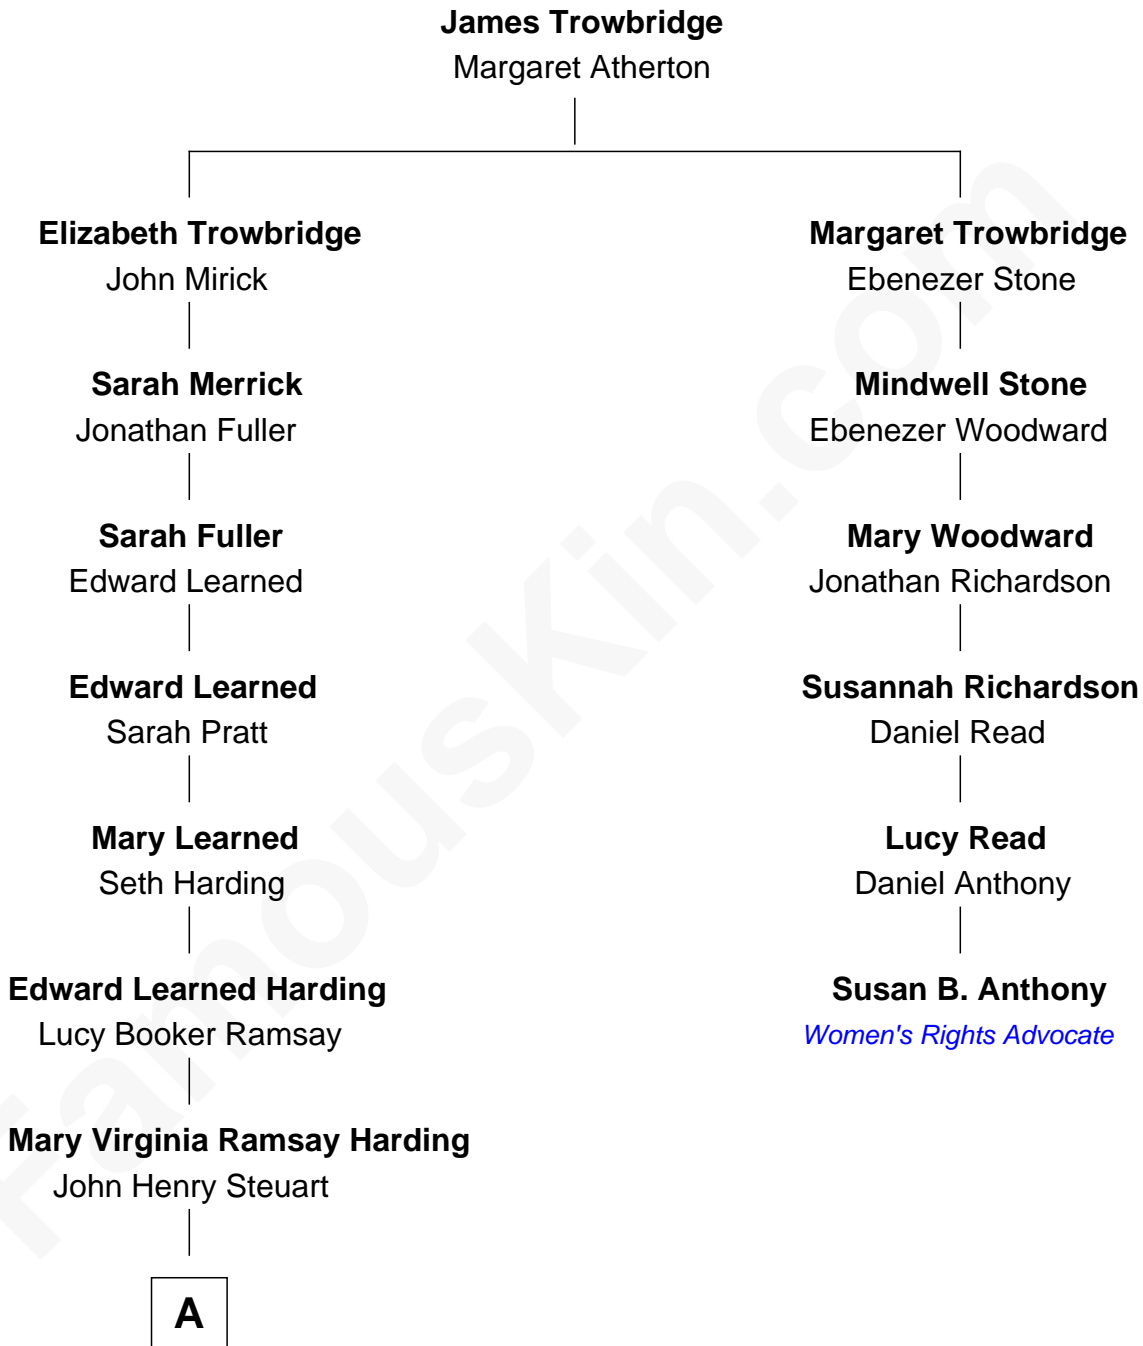 James Trowbridge
Margaret Atherton
Elizabeth Trowbridge
John Mirick
Sarah Merrick
Jonathan Fuller
Sarah Fuller
Edward Learned
Edward Learned
Sarah Pratt
Mary Learned
Seth Harding
Edward Learned Harding
Lucy Booker Ramsay
Mary Virginia Ramsay Harding
John Henry Steuart
A
Margaret Trowbridge
Ebenezer Stone
Mindwell Stone
Ebenezer Woodward
Mary Woodward
Jonathan Richardson
Susannah Richardson
Daniel Read
Lucy Read
Daniel Anthony
Susan B. Anthony
Women's Rights Advocate
FamousKin.com